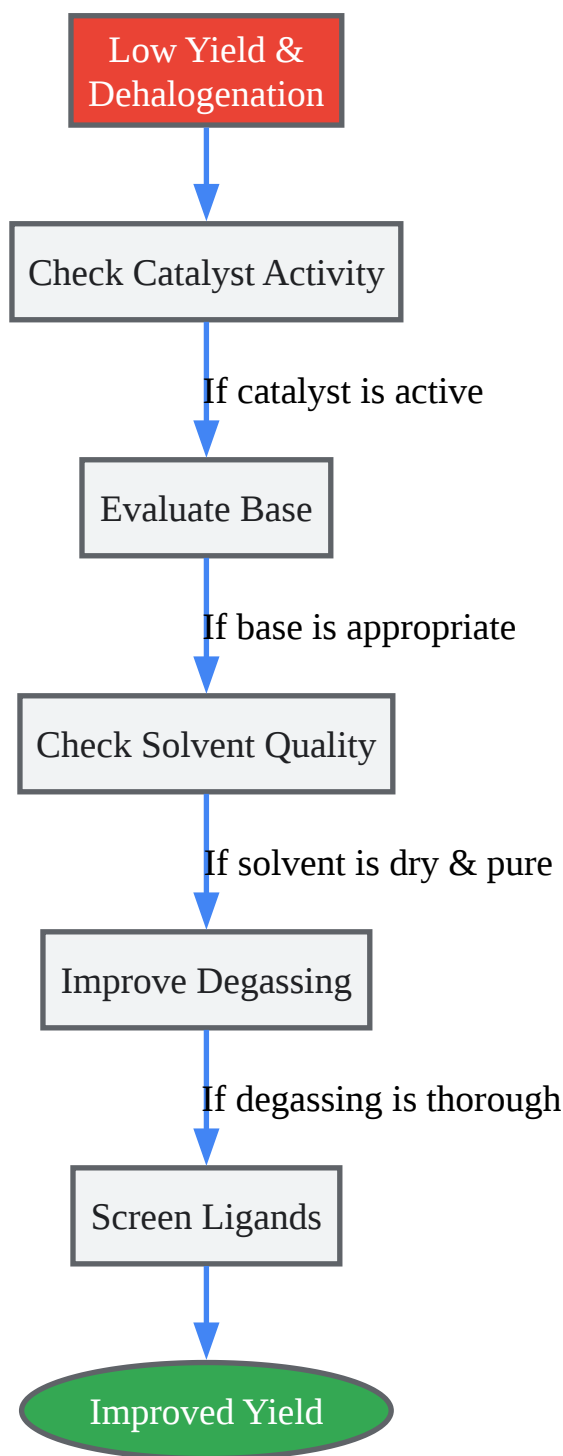 Low Yield &
Dehalogenation
Check Catalyst Activity
If catalyst is active
Evaluate Base
If base is appropriate
Check Solvent Quality
If solvent is dry & pure
Improve Degassing
If degassing is thorough
Screen Ligands
Improved Yield